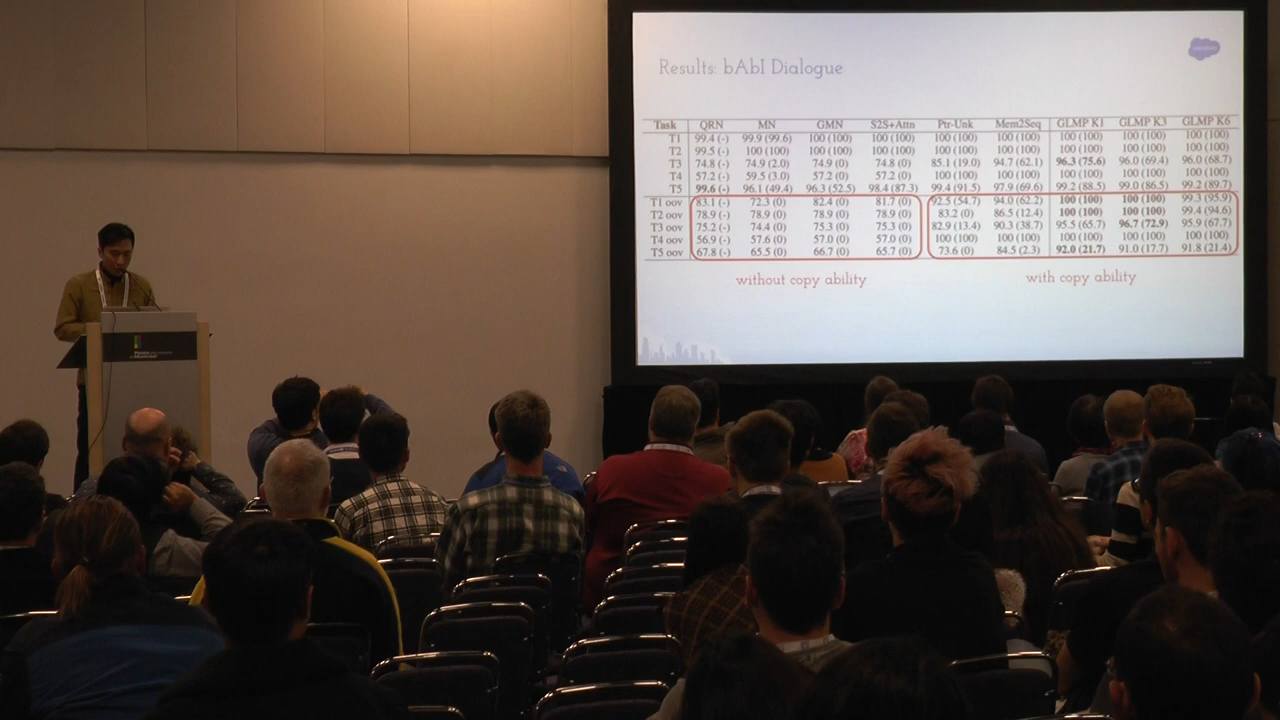 salesforce
Results: bAbI Dialogue
Task QRN MN GMN S2S+Attn Ptr-Unk Mem2Seq GLMP K1 GLMP K3 GLMP K6
T1 99.4 (-) 99.9 (99.6) 100 (100) 100 (100) 100 (100) 100 (100) 100 (100) 100 (100) 100 (100)
T2 99.5 (-) 100 (100) 100 (100) 100 (100) 100 (100) 100 (100) 100 (100) 100 (100) 100 (100)
T3 74.8 (-) 74.9 (2.0) 74.9 (0) 74.8 (0) 85.1 (19.0) 94.7 (62.1) 96.3 (75.6) 96.0 (69.4) 96.0 (68.7)
T4 57.2 (-) 59.5 (3.0) 57.2 (0) 57.2 (0) 100 (100) 100 (100) 100 (100) 100 (100) 100 (100)
T5 99.6 (-) 96.1 (49.4) 96.3 (52.5) 98.4 (87.3) 99.4 (91.5) 97.9 (69.6) 99.2 (88.5) 99.0 (86.5) 99.2 (89.7)
T1 oov 83.1 (-) 72.3 (0) 82.4 (0) 81.7 (0) 92.5 (54.7) 94.0 (62.2) 100 (100) 100 (100) 99.3 (95.9)
T2 oov 78.9 (-) 78.9 (0) 78.9 (0) 78.9 (0) 83.2 (0) 86.5 (12.4) 100 (100) 100 (100) 99.4 (94.6)
T3 oov 75.2 (-) 74.4 (0) 75.3 (0) 75.3 (0) 82.9 (13.4) 90.3 (38.7) 95.5 (65.7) 96.7 (72.9) 95.9 (67.7)
T4 oov 56.9 (-) 57.6 (0) 57.0 (0) 57.0 (0) 100 (100) 100 (100) 100 (100) 100 (100) 100 (100)
T5 oov 67.8 (-) 65.5 (0) 66.7 (0) 65.7 (0) 73.6 (0) 84.5 (2.3) 92.0 (21.7) 91.0 (17.7) 91.8 (21.4)
without copy ability with copy ability